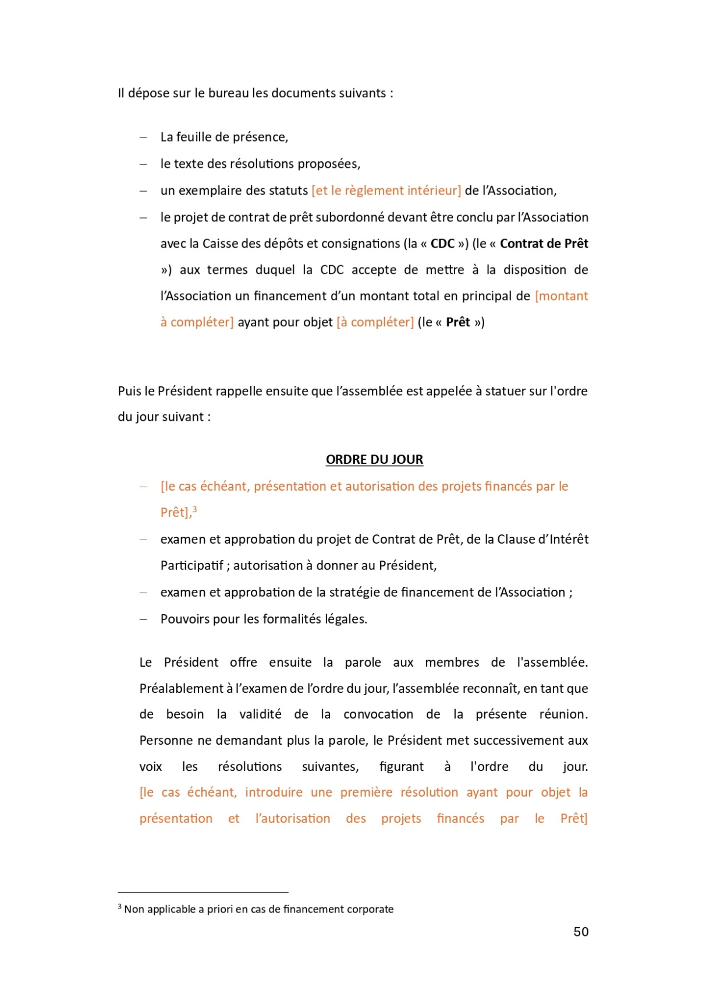 Il dépose sur le bureau les documents suivants :
– La feuille de présence,
– le texte des résolutions proposées,
– un exemplaire des statuts [et le règlement intérieur] de l’Association,
– le projet de contrat de prêt subordonné devant être conclu par l’Association
avec la Caisse des dépôts et consignations (la « CDC ») (le « Contrat de Prêt
») aux termes duquel la CDC accepte de mettre à la disposition de
l’Association un financement d’un montant total en principal de [montant
à compléter] ayant pour objet [à compléter] (le « Prêt »)
Puis le Président rappelle ensuite que l’assemblée est appelée à statuer sur l'ordre
du jour suivant :
ORDRE DU JOUR
– [le cas échéant, présentation et autorisation des projets financés par le
Prêt],³
– examen et approbation du projet de Contrat de Prêt, de la Clause d’Intérêt
Participatif ; autorisation à donner au Président,
– examen et approbation de la stratégie de financement de l’Association ;
– Pouvoirs pour les formalités légales.
Le Président offre ensuite la parole aux membres de l'assemblée.
Préalablement à l’examen de l’ordre du jour, l’assemblée reconnaît, en tant que
de besoin la validité de la convocation de la présente réunion.
Personne ne demandant plus la parole, le Président met successivement aux
voix les résolutions suivantes, figurant à l'ordre du jour.
[le cas échéant, introduire une première résolution ayant pour objet la
présentation et l’autorisation des projets financés par le Prêt]
³ Non applicable a priori en cas de financement corporate
50